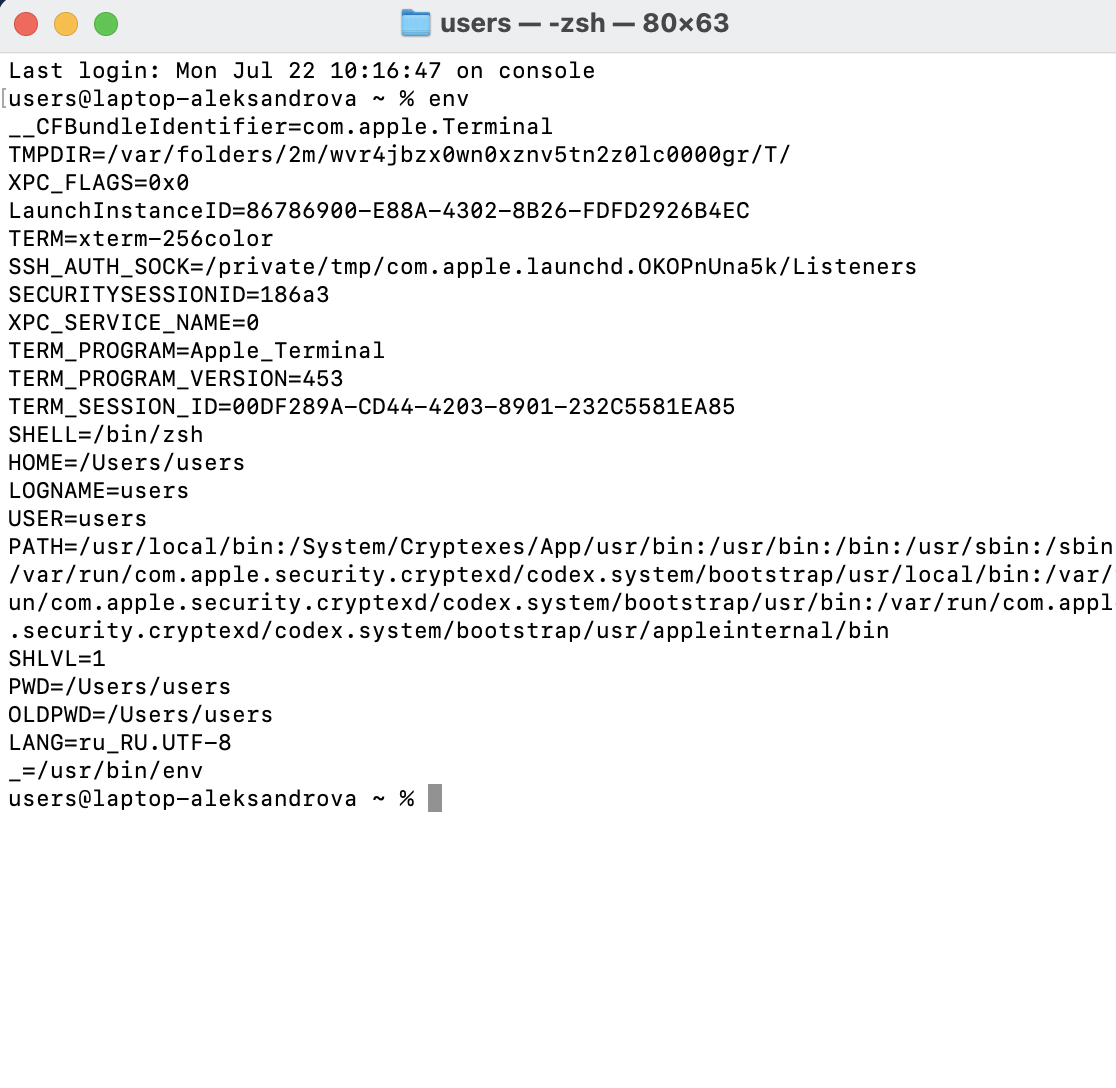 users — -zsh — 80×63
Last login: Mon Jul 22 10:16:47 on console
[users@laptop-aleksandrova ~ % env
__CFBundleIdentifier=com.apple.Terminal
TMPDIR=/var/folders/2m/wvr4jbzx0wn0xznv5tn2z0lc0000gr/T/
XPC_FLAGS=0x0
LaunchInstanceID=86786900-E88A-4302-8B26-FDFD2926B4EC
TERM=xterm-256color
SSH_AUTH_SOCK=/private/tmp/com.apple.launchd.OKOPnUna5k/Listeners
SECURITYSESSIONID=186a3
XPC_SERVICE_NAME=0
TERM_PROGRAM=Apple_Terminal
TERM_PROGRAM_VERSION=453
TERM_SESSION_ID=00DF289A-CD44-4203-8901-232C5581EA85
SHELL=/bin/zsh
HOME=/Users/users
LOGNAME=users
USER=users
PATH=/usr/local/bin:/System/Cryptexes/App/usr/bin:/usr/bin:/bin:/usr/sbin:/sbin
/var/run/com.apple.security.cryptexd/codex.system/bootstrap/usr/local/bin:/var/
un/com.apple.security.cryptexd/codex.system/bootstrap/usr/bin:/var/run/com.appl
.security.cryptexd/codex.system/bootstrap/usr/appleinternal/bin
SHLVL=1
PWD=/Users/users
OLDPWD=/Users/users
LANG=ru_RU.UTF-8
_=/usr/bin/env
users@laptop-aleksandrova ~ %